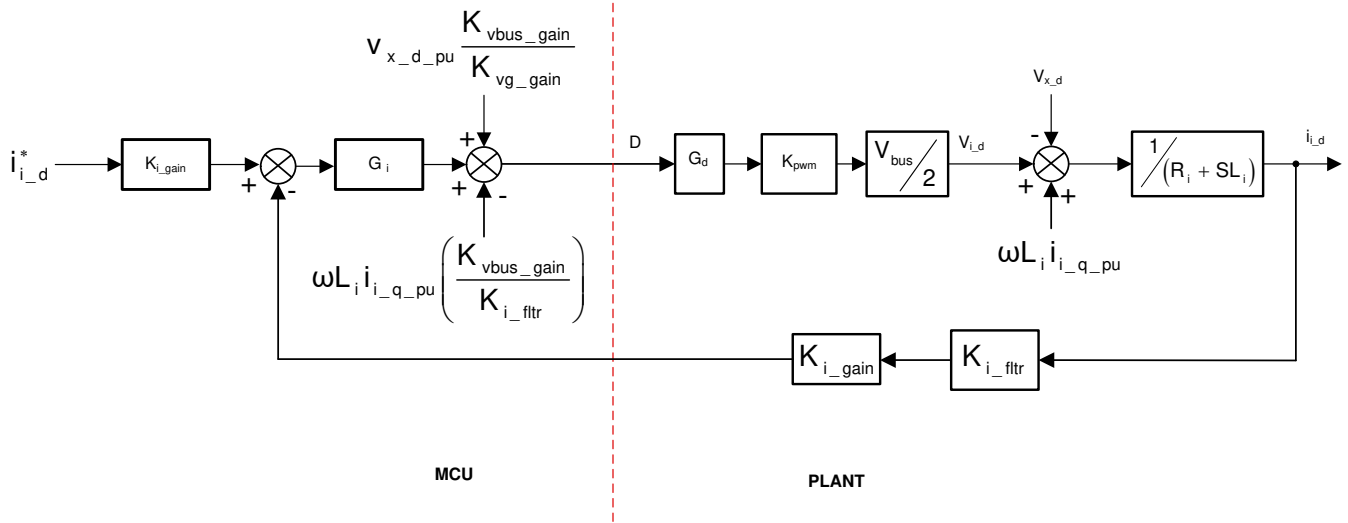 v x_d_pu K vbus_gain / K vg_gain
+
V x_d
i* i_d
K i_gain
+
-
G i
+
-
D
G d
K pwm
V bus / 2
V i_d
-
+
+
1 / (R i + SL i)
i i_d
ωL i i i_q_pu (K vbus_gain / K i_fltr)
ωL i i i_q_pu
K i_gain
K i_fltr
MCU
PLANT